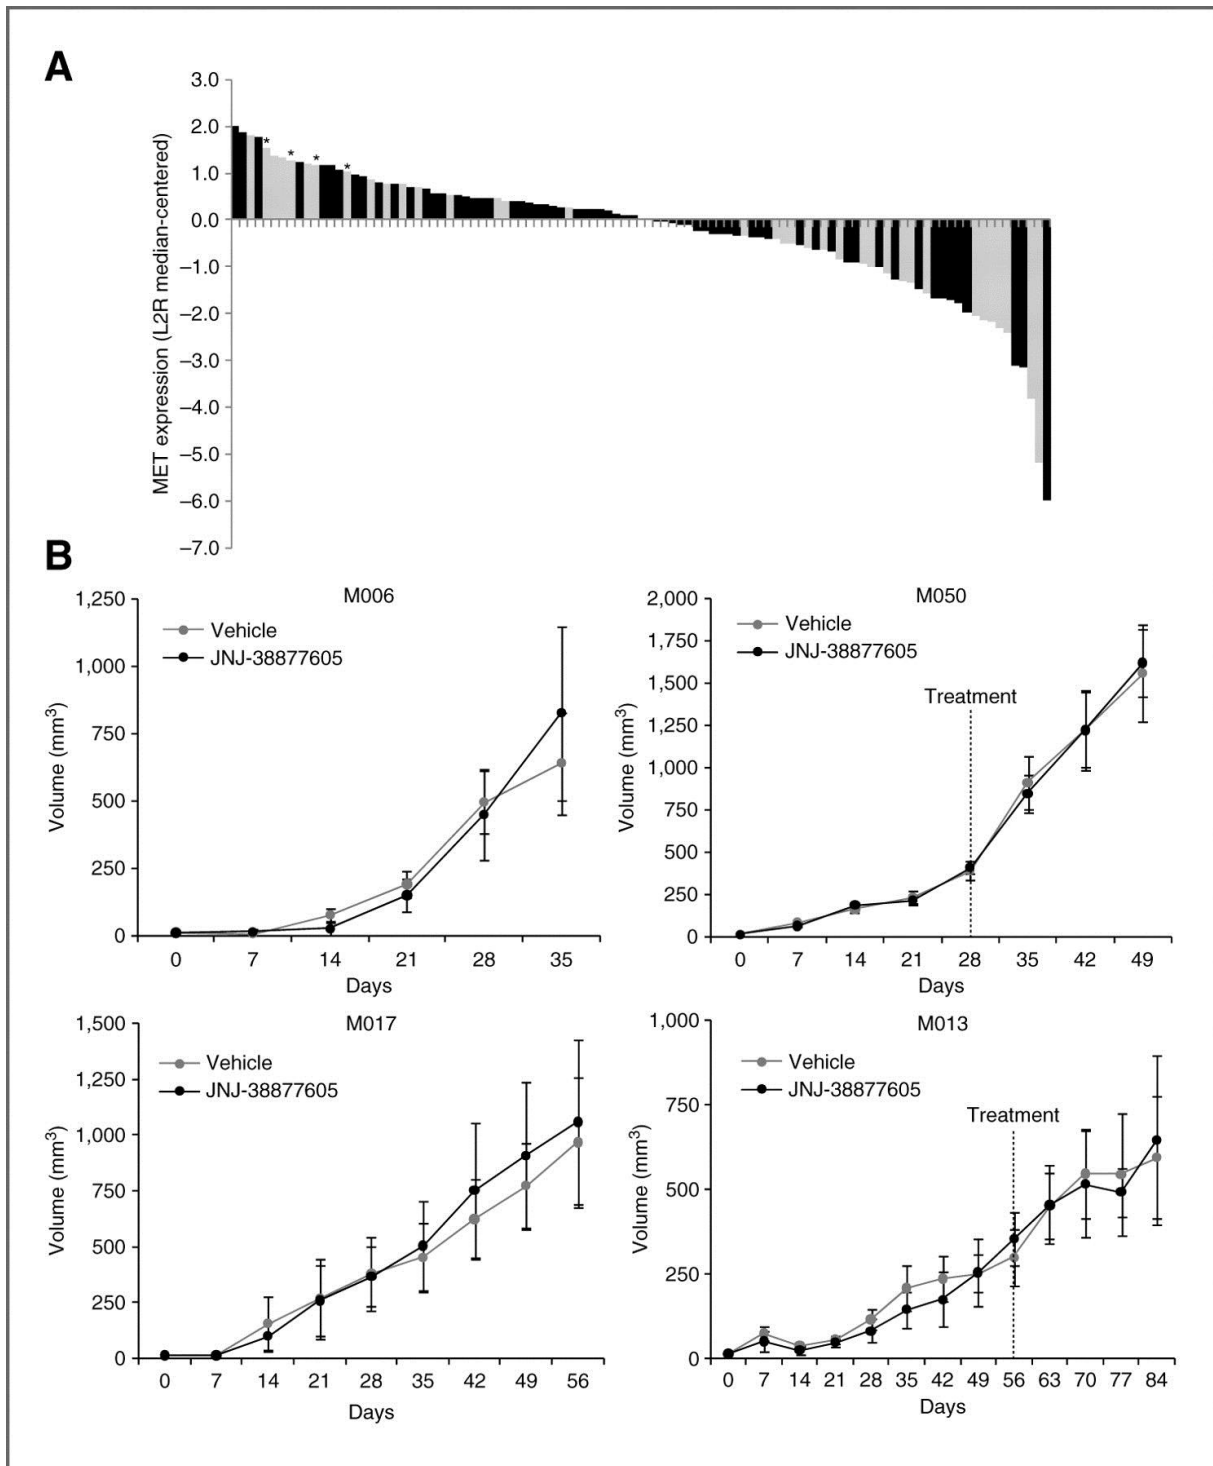 A
MET expression (L2R median-centered)
3.0
2.0
1.0
0.0
–1.0
–2.0
–3.0
–4.0
–5.0
–6.0
–7.0
* * * *
B
M006
Vehicle
JNJ-38877605
Volume (mm³)
1,250
1,000
750
500
250
0
0 7 14 21 28 35
Days
M050
Vehicle
JNJ-38877605
Treatment
Volume (mm³)
2,000
1,750
1,500
1,250
1,000
750
500
250
0
0 7 14 21 28 35 42 49
Days
M017
Vehicle
JNJ-38877605
Volume (mm³)
1,500
1,250
1,000
750
500
250
0
0 7 14 21 28 35 42 49 56
Days
M013
Vehicle
JNJ-38877605
Treatment
Volume (mm³)
1,000
750
500
250
0
0 7 14 21 28 35 42 49 56 63 70 77 84
Days